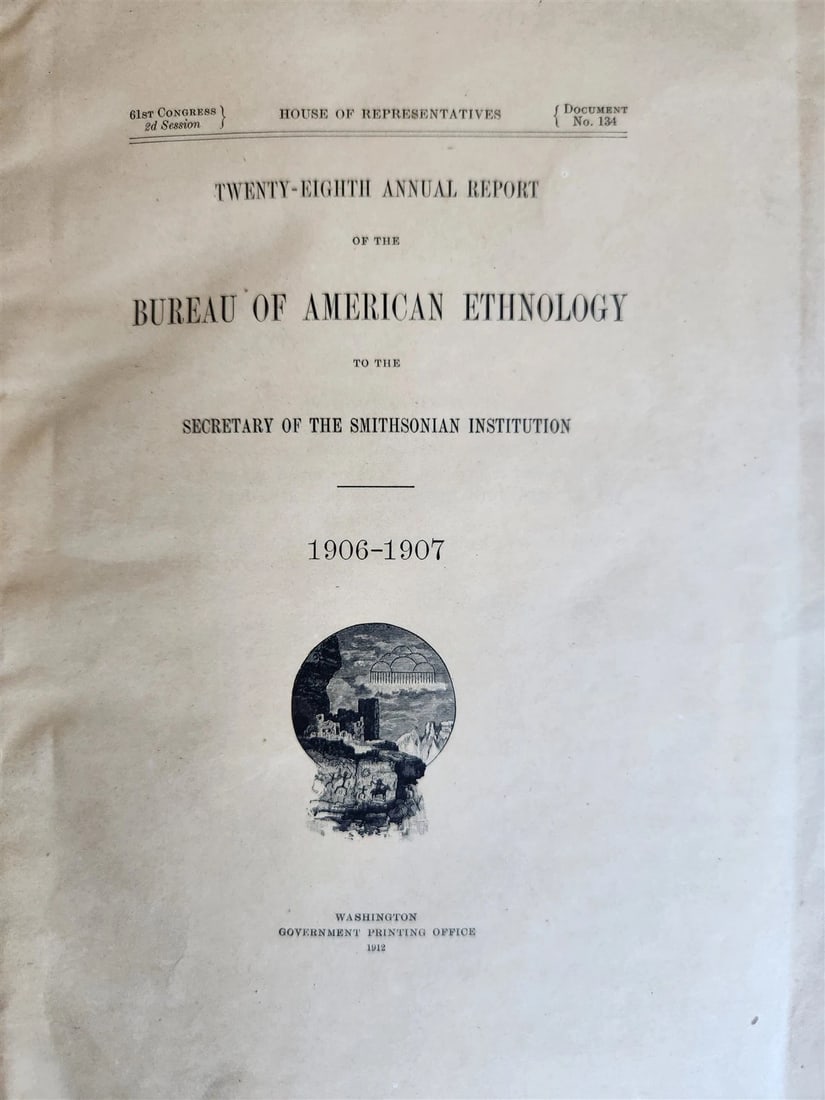 61ST CONGRESS } HOUSE OF REPRESENTATIVES { DOCUMENT
2d Session } { No. 134
TWENTY-EIGHTH ANNUAL REPORT
OF THE
BUREAU OF AMERICAN ETHNOLOGY
TO THE
SECRETARY OF THE SMITHSONIAN INSTITUTION
1906-1907
WASHINGTON
GOVERNMENT PRINTING OFFICE
1912